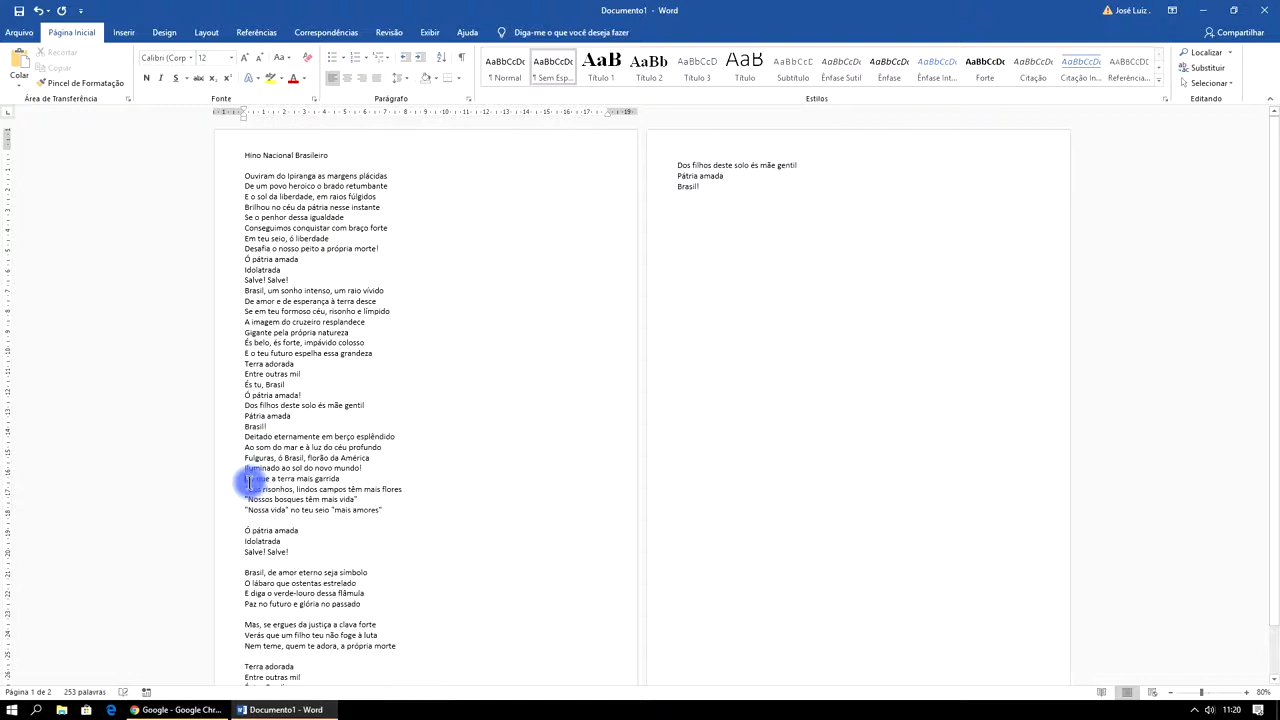 Documento1 - Word
José Luiz .
Arquivo Página Inicial Inserir Design Layout Referências Correspondências Revisão Exibir Ajuda Diga-me o que você deseja fazer Compartilhar
Colar
Recortar
Copiar
Pincel de Formatação
Área de Transferência
Calibri (Corp 12
N I S
Fonte
Parágrafo
AaBbCcDc ¶ Normal
AaBbCcDc ¶ Sem Esp...
AaB Título 1
AaBb Título 2
AaBbCcD Título 3
AaB Título
AaBbCcD Subtítulo
AaBbCcDc Ênfase Sutil
AaBbCcDc Ênfase
AaBbCcDc Ênfase Int...
AaBbCcDc Forte
AaBbCcDc Citação
AaBbCcDc Citação In...
AaBbCcDc Referência...
Estilos
Localizar
Substituir
Selecionar
Editando
Hino Nacional Brasileiro
Ouviram do Ipiranga as margens plácidas
De um povo heroico o brado retumbante
E o sol da liberdade, em raios fúlgidos
Brilhou no céu da pátria nesse instante
Se o penhor dessa igualdade
Conseguimos conquistar com braço forte
Em teu seio, ó liberdade
Desafia o nosso peito a própria morte!
Ó pátria amada
Idolatrada
Salve! Salve!
Brasil, um sonho intenso, um raio vívido
De amor e de esperança à terra desce
Se em teu formoso céu, risonho e límpido
A imagem do cruzeiro resplandece
Gigante pela própria natureza
És belo, és forte, impávido colosso
E o teu futuro espelha essa grandeza
Terra adorada
Entre outras mil
És tu, Brasil
Ó pátria amada!
Dos filhos deste solo és mãe gentil
Pátria amada
Brasil!
Deitado eternamente em berço esplêndido
Ao som do mar e à luz do céu profundo
Fulguras, ó Brasil, florão da América
Iluminado ao sol do novo mundo!
que a terra mais garrida
risonhos, lindos campos têm mais flores
"Nossos bosques têm mais vida"
"Nossa vida" no teu seio "mais amores"
Ó pátria amada
Idolatrada
Salve! Salve!
Brasil, de amor eterno seja símbolo
O lábaro que ostentas estrelado
E diga o verde-louro dessa flâmula
Paz no futuro e glória no passado
Mas, se ergues da justiça a clava forte
Verás que um filho teu não foge à luta
Nem teme, quem te adora, a própria morte
Terra adorada
Entre outras mil
Dos filhos deste solo és mãe gentil
Pátria amada
Brasil!
Página 1 de 2 253 palavras
80%
Google - Google Chr...
Documento1 - Word
11:20